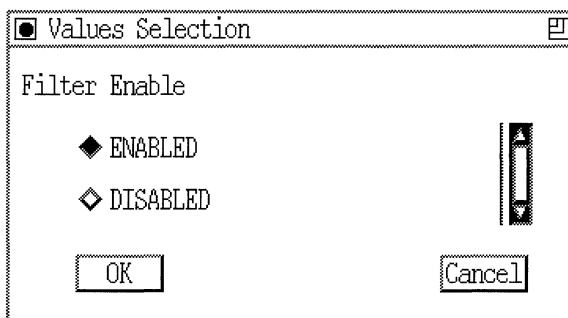 Values Selection
Filter Enable
ENABLED
DISABLED
OK Cancel